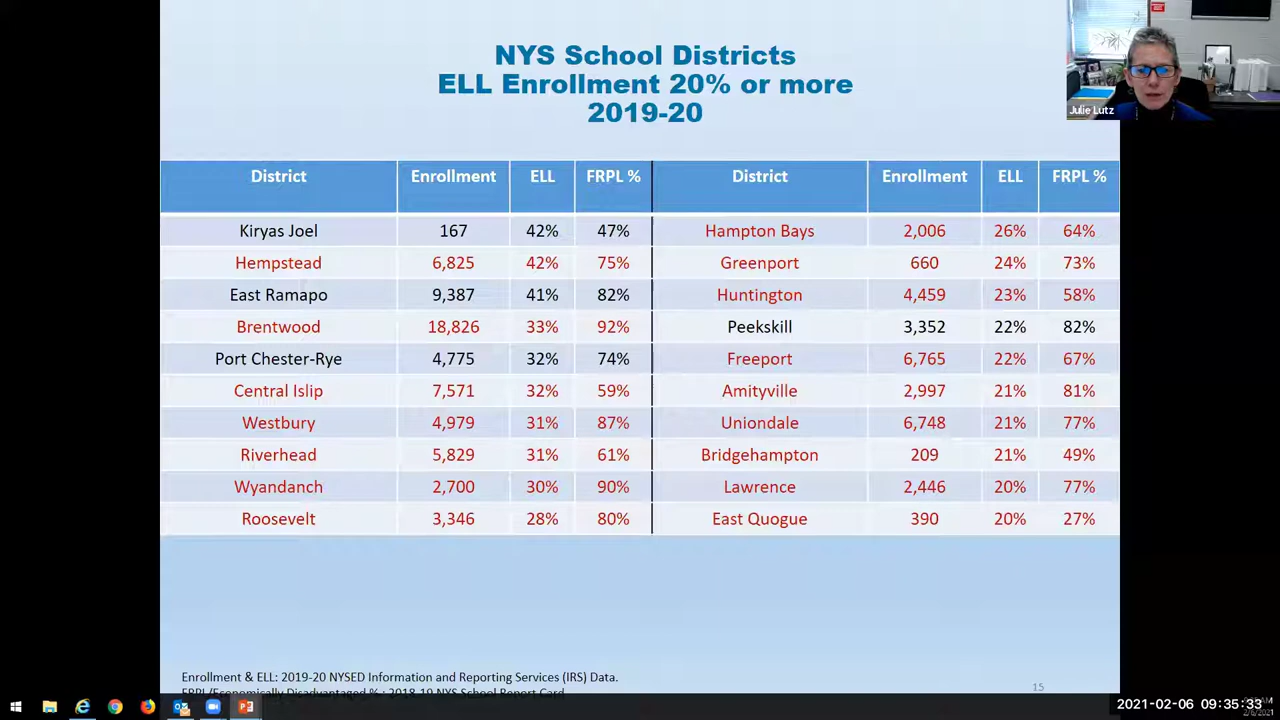 NYS School Districts
ELL Enrollment 20% or more
2019-20
Julie Lutz
District Enrollment ELL FRPL % District Enrollment ELL FRPL %
Kiryas Joel 167 42% 47% Hampton Bays 2,006 26% 64%
Hempstead 6,825 42% 75% Greenport 660 24% 73%
East Ramapo 9,387 41% 82% Huntington 4,459 23% 58%
Brentwood 18,826 33% 92% Peekskill 3,352 22% 82%
Port Chester-Rye 4,775 32% 74% Freeport 6,765 22% 67%
Central Islip 7,571 32% 59% Amityville 2,997 21% 81%
Westbury 4,979 31% 87% Uniondale 6,748 21% 77%
Riverhead 5,829 31% 61% Bridgehampton 209 21% 49%
Wyandanch 2,700 30% 90% Lawrence 2,446 20% 77%
Roosevelt 3,346 28% 80% East Quogue 390 20% 27%
Enrollment & ELL: 2019-20 NYSED Information and Reporting Services (IRS) Data.
FRPL/Economically Disadvantaged % : 2018-19 NYS School Report Card
15
2021-02-06 09:35:33